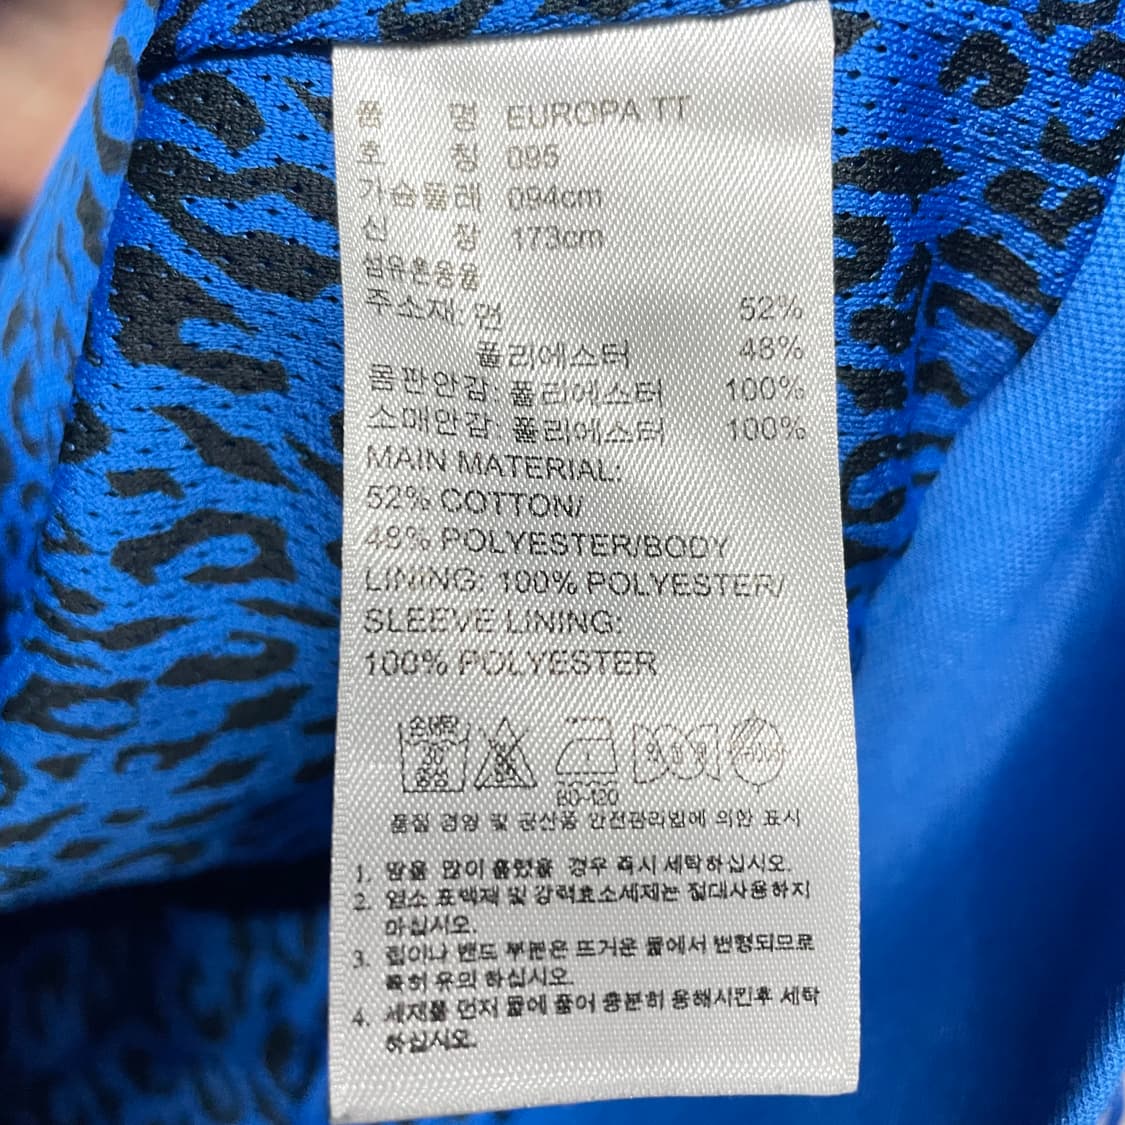 품 명 EUROPA TT
호 칭 095
가슴둘레 094cm
신 장 173cm
섬유혼용율
주소재: 면 52%
폴리에스터 48%
몸판안감: 폴리에스터 100%
소매안감: 폴리에스터 100%
MAIN MATERIAL:
52% COTTON/
48% POLYESTER/BODY
LINING: 100% POLYESTER/
SLEEVE LINING:
100% POLYESTER
손세탁
80-120
품질 경영 및 공산품 안전관리법에 의한 표시
1. 땀을 많이 흘렸을 경우 즉시 세탁하십시오.
2. 염소 표백제 및 강력효소세제는 절대사용하지
마십시오.
3. 힙이나 밴드 부분은 뜨거운 물에서 변형되므로
특히 유의 하십시오.
4. 세제를 먼저 물에 풀어 충분히 용해시킨후 세탁
하십시오.